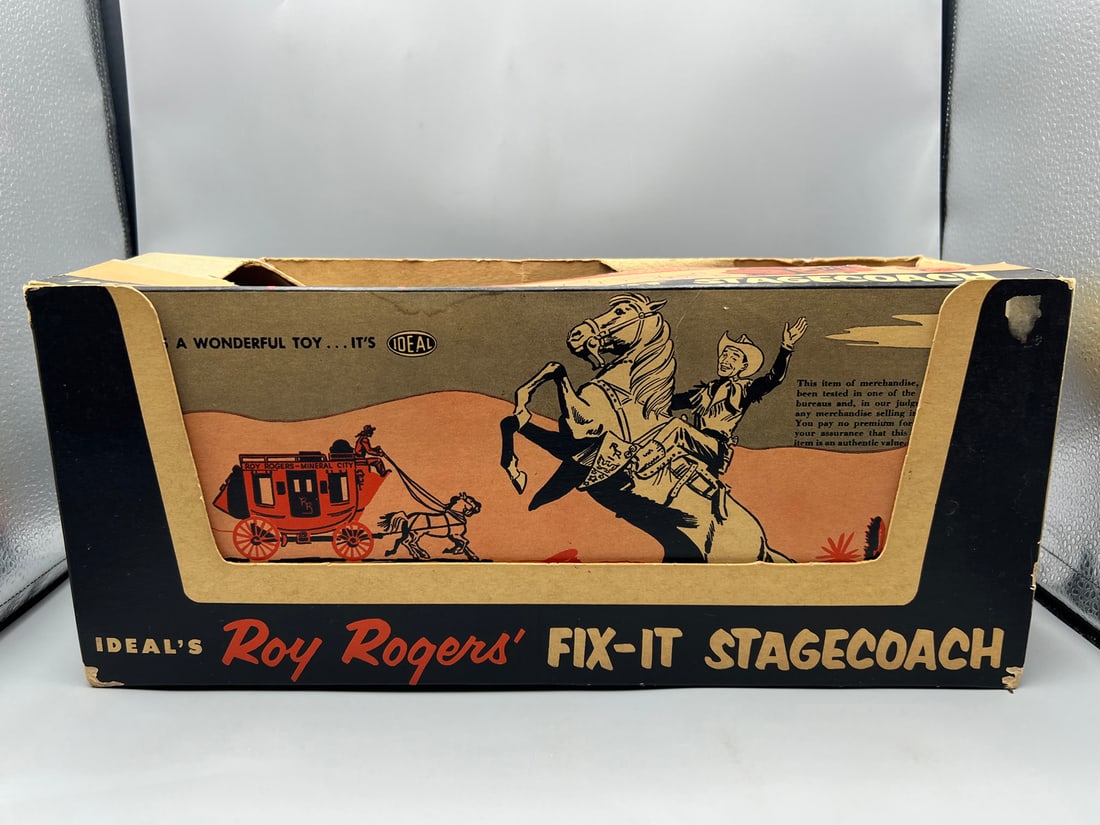 STAGECOACH
A WONDERFUL TOY...IT'S IDEAL
This item of merchandise,
been tested in one of the
bureaus and, in our judg
any merchandise selling i
You pay no premium for
your assurance that this
item is an authentic value
ROY ROGERS-MINERAL CITY
RR
IDEAL'S Roy Rogers' FIX-IT STAGECOACH